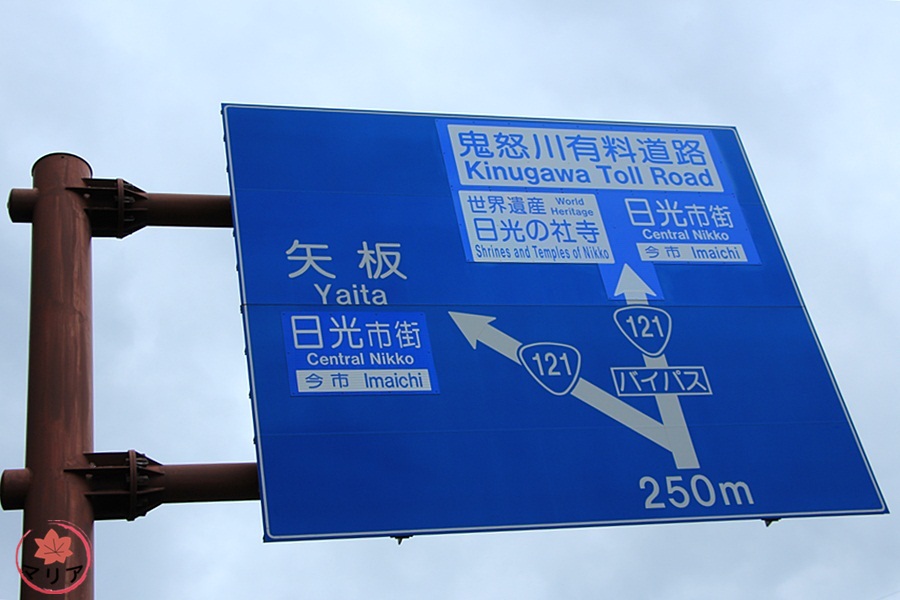 鬼怒川有料道路
Kinugawa Toll Road
世界遺産 World Heritage
日光の社寺
Shrines and Temples of Nikko
日光市街
Central Nikko
今市 Imaichi
矢板
Yaita
日光市街
Central Nikko
今市 Imaichi
121
121
バイパス
250m
マリア